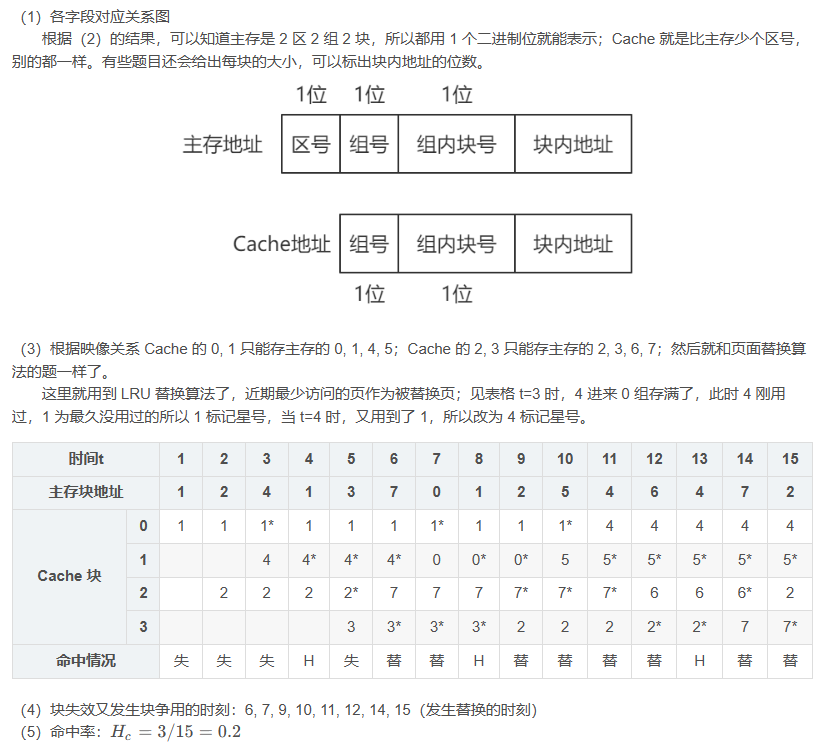 （1）各字段对应关系图
根据（2）的结果，可以知道主存是 2 区 2 组 2 块，所以都用 1 个二进制位就能表示；Cache 就是比主存少个区号，
别的都一样。有些题目还会给出每块的大小，可以标出块内地址的位数。
1位 1位 1位
主存地址 区号 组号 组内块号 块内地址
Cache地址 组号 组内块号 块内地址
1位 1位
（3）根据映像关系 Cache 的 0, 1 只能存主存的 0, 1, 4, 5；Cache 的 2, 3 只能存主存的 2, 3, 6, 7；然后就和页面替换算
法的题一样了。
这里就用到 LRU 替换算法了，近期最少访问的页作为被替换页；见表格 t=3 时，4 进来 0 组存满了，此时 4 刚用
过，1 为最久没用过的所以 1 标记星号，当 t=4 时，又用到了 1，所以改为 4 标记星号。
时间t 1 2 3 4 5 6 7 8 9 10 11 12 13 14 15
主存块地址 1 2 4 1 3 7 0 1 2 5 4 6 4 7 2
Cache 块
0 1 1 1* 1 1 1 1* 1 1 1* 4 4 4 4 4
1 4 4* 4* 4* 0 0* 0* 5 5* 5* 5* 5* 5*
2 2 2 2 2* 7 7 7 7* 7* 7* 6 6 6* 2
3 3 3* 3* 3* 2 2 2 2* 2* 7 7*
命中情况 失 失 失 H 失 替 替 H 替 替 替 替 H 替 替
（4）块失效又发生块争用的时刻：6, 7, 9, 10, 11, 12, 14, 15（发生替换的时刻）
（5）命中率：H_c = 3/15 = 0.2